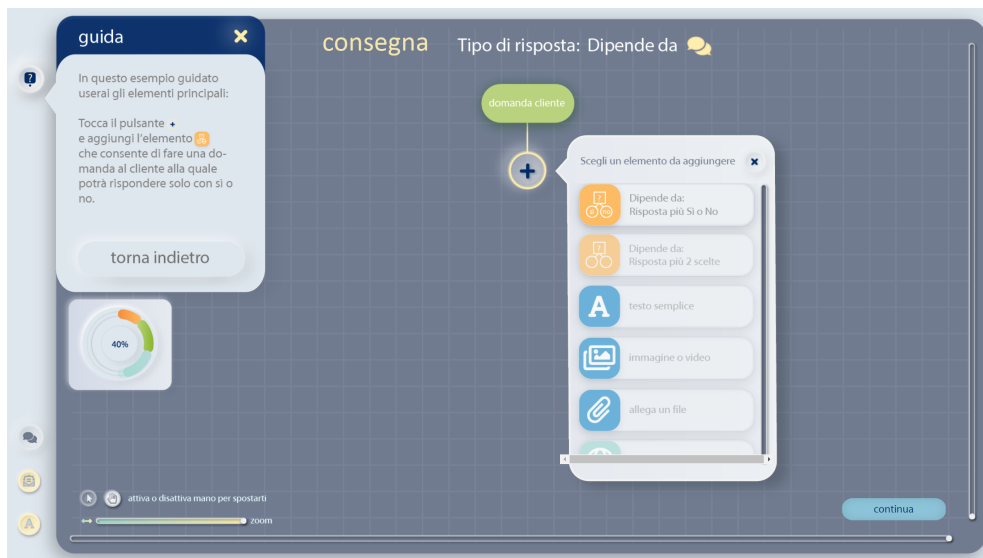 guida
In questo esempio guidato
userai gli elementi principali:
Tocca il pulsante +
e aggiungi l'elemento
che consente di fare una do-
manda al cliente alla quale
potrà rispondere solo con sì o
no.
torna indietro
40%
consegna
Tipo di risposta: Dipende da
domanda cliente
+
Scegli un elemento da aggiungere
?
si no
Dipende da:
Risposta più Sì o No
?
Dipende da:
Risposta più 2 scelte
A
testo semplice
immagine o video
allega un file
?
A
attiva o disattiva mano per spostarti
zoom
continua